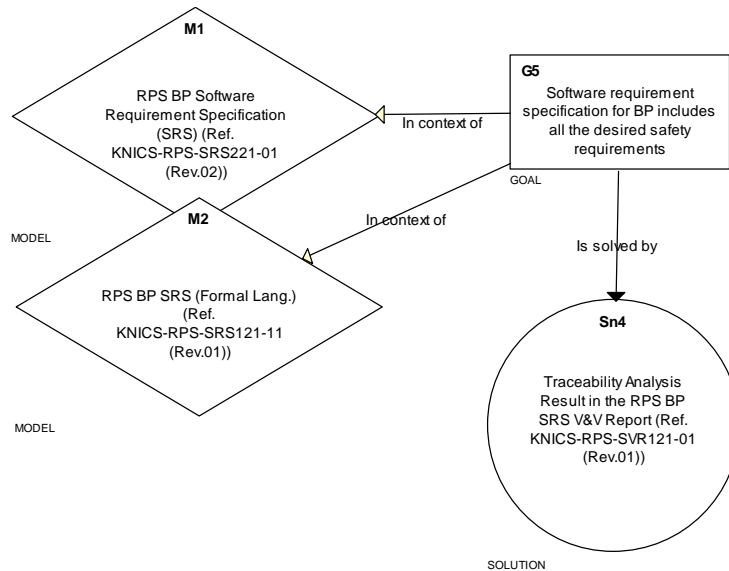 M1
RPS BP Software
Requirement Specification
(SRS) (Ref.
KNICS-RPS-SRS221-01
(Rev.02))
MODEL
M2
RPS BP SRS (Formal Lang.)
(Ref.
KNICS-RPS-SRS121-11
(Rev.01))
MODEL
In context of
In context of
G5
Software requirement
specification for BP includes
all the desired safety
requirements
GOAL
Is solved by
Sn4
Traceability Analysis
Result in the RPS BP
SRS V&V Report (Ref.
KNICS-RPS-SVR121-01
(Rev.01))
SOLUTION